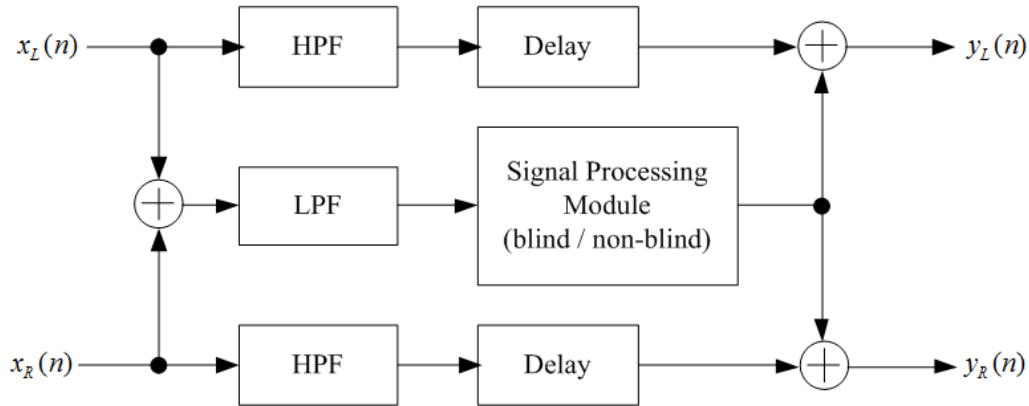 x_L(n) HPF Delay y_L(n)
LPF
Signal Processing
Module
(blind / non-blind)
x_R(n) HPF Delay y_R(n)